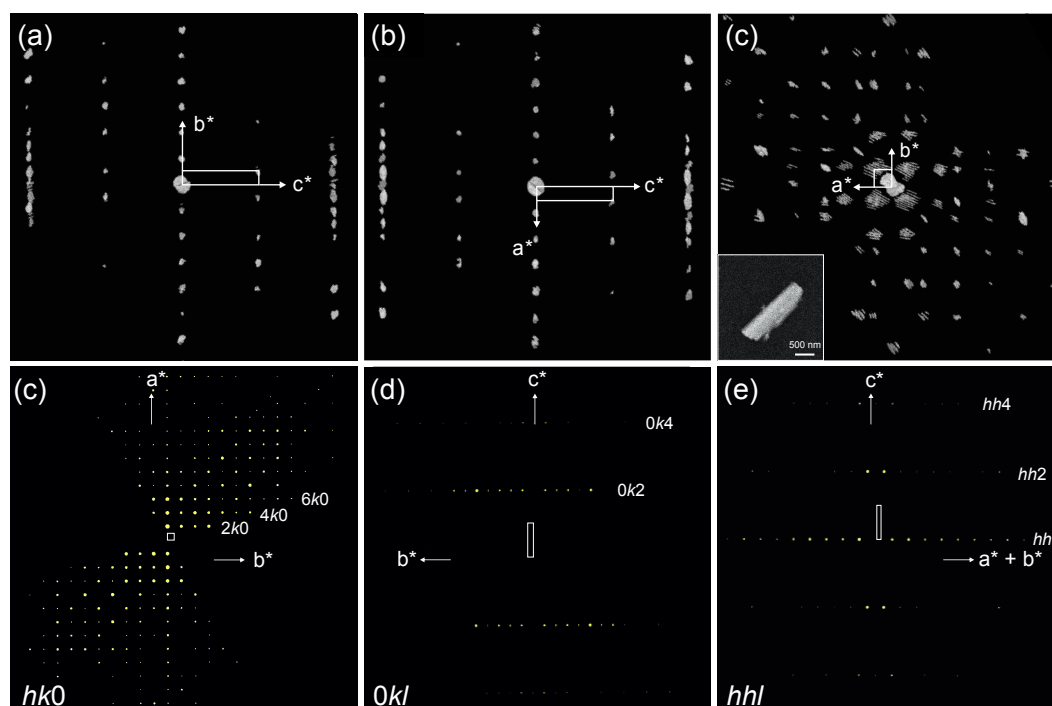 (a)
b*
c*
(b)
c*
a*
(c)
b*
a*
500 nm
(c)
a*
6k0
4k0
2k0
b*
hk0
(d)
c*
0k4
0k2
b*
0kl
(e)
c*
hh4
hh2
hh
a* + b*
hhl